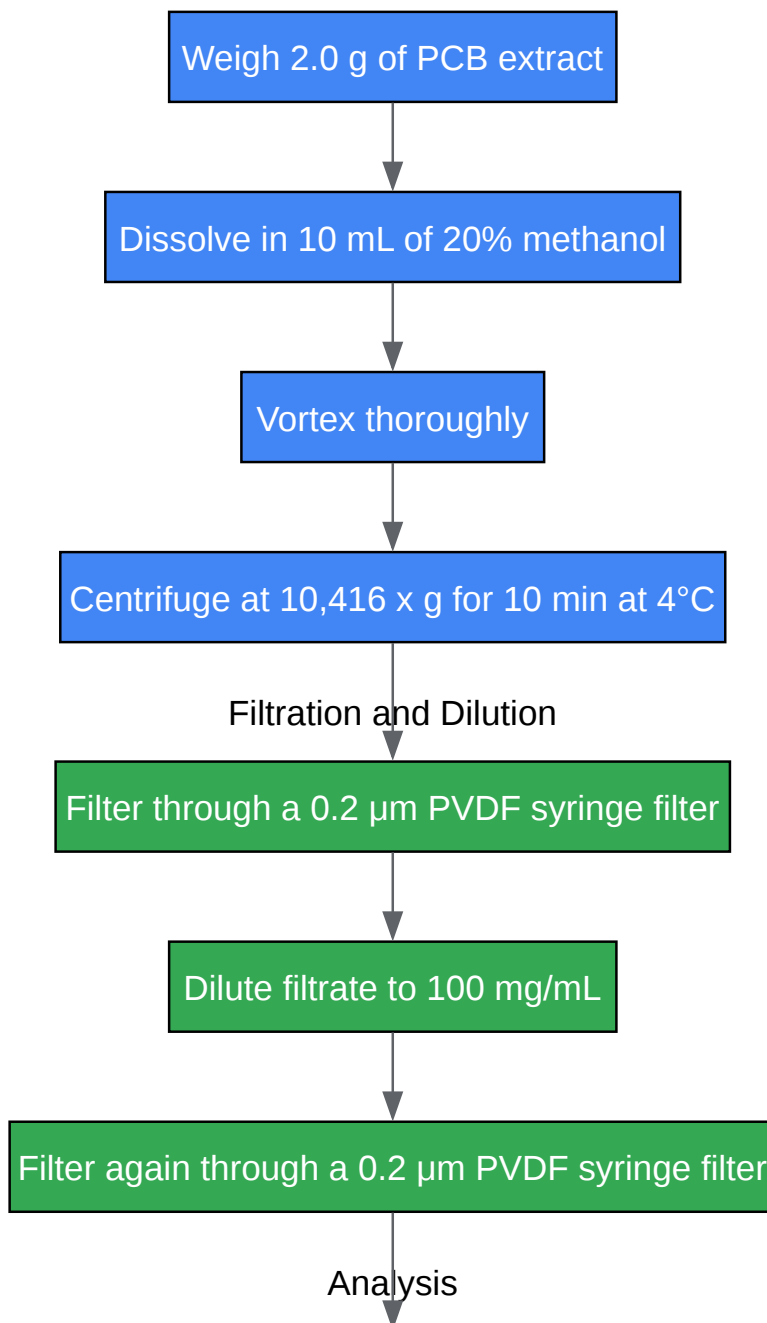 Weigh 2.0 g of PCB extract
Dissolve in 10 mL of 20% methanol
Vortex thoroughly
Centrifuge at 10,416 x g for 10 min at 4°C
Filtration and Dilution
Filter through a 0.2 µm PVDF syringe filter
Dilute filtrate to 100 mg/mL
Filter again through a 0.2 µm PVDF syringe filter
Analysis